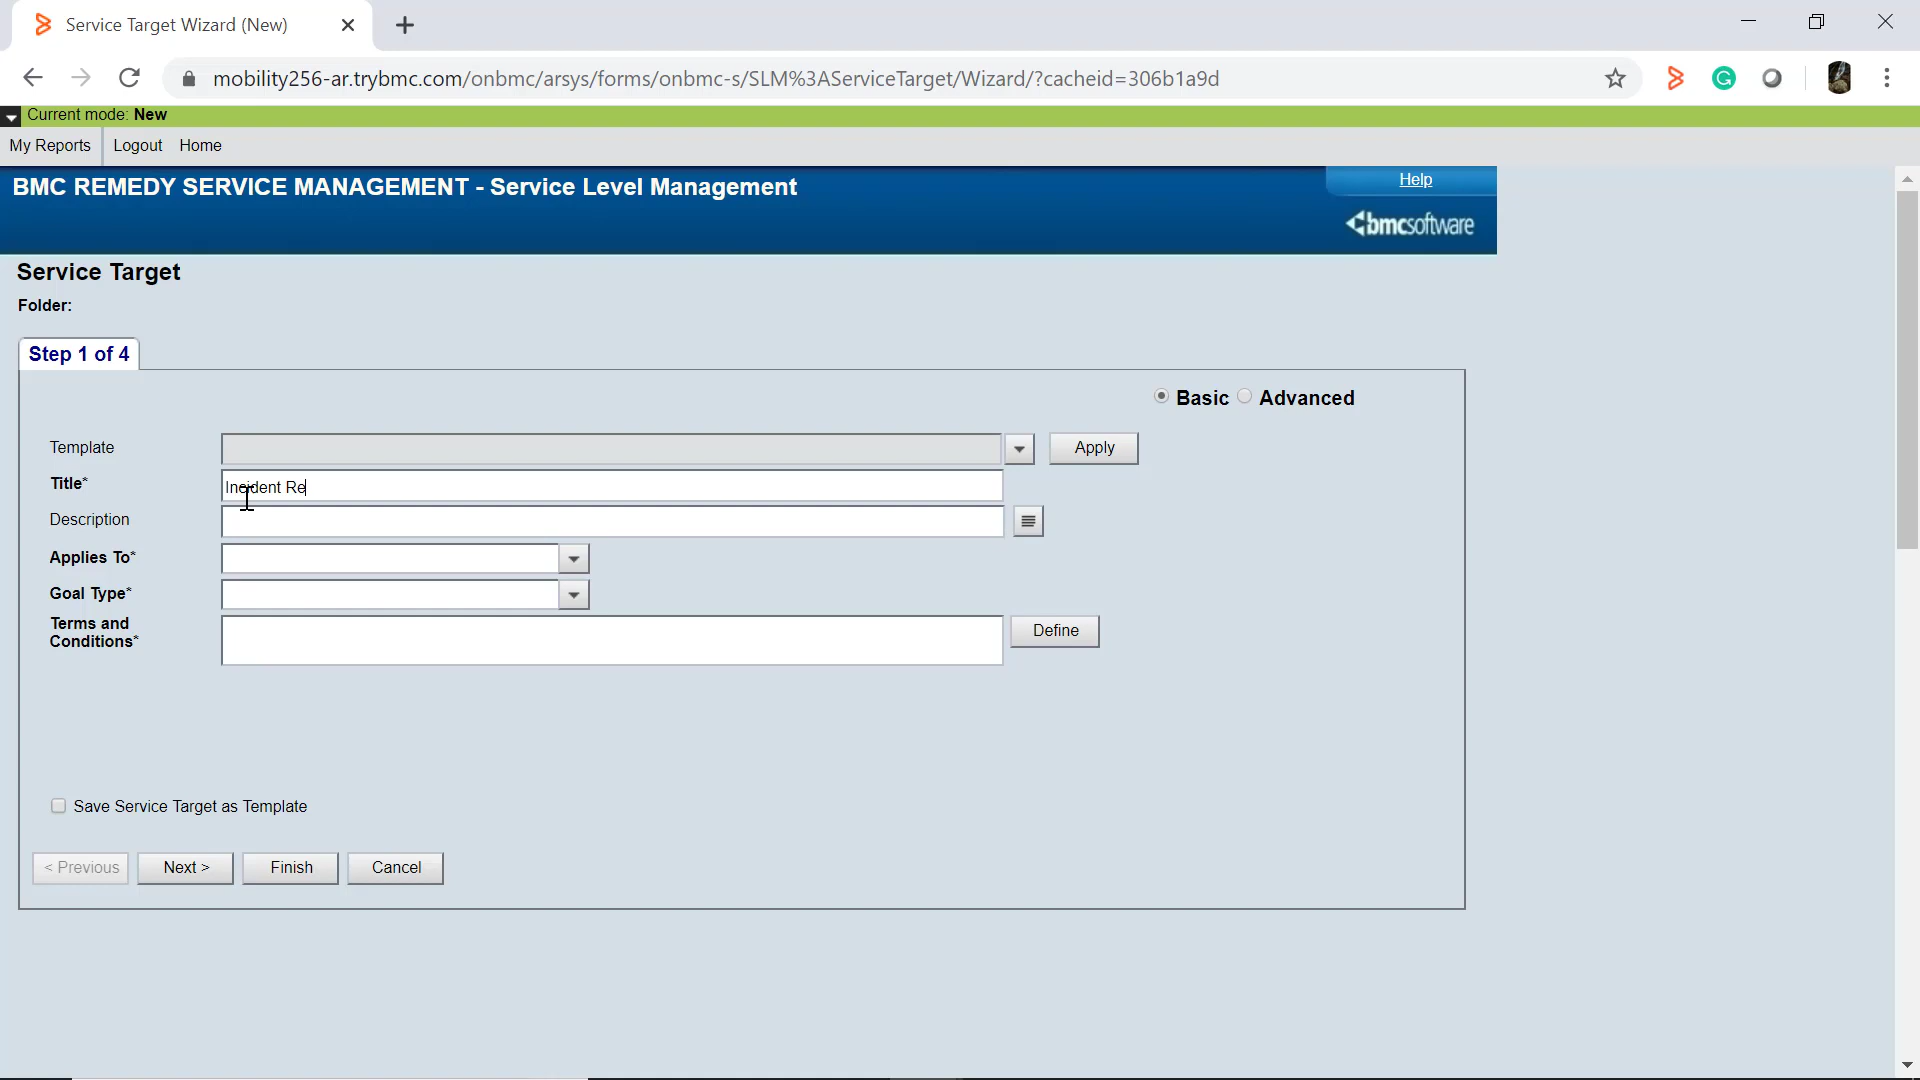 Service Target Wizard (New)
mobility256-ar.trybmc.com/onbmc/arsys/forms/onbmc-s/SLM%3AServiceTarget/Wizard/?cacheid=306b1a9d
Current mode: New
My Reports Logout Home
BMC REMEDY SERVICE MANAGEMENT - Service Level Management
Help
bmcsoftware
Service Target
Folder:
Step 1 of 4
Basic Advanced
Template
Apply
Title*
Incident Re
Description
Applies To*
Goal Type*
Terms and
Conditions*
Define
Save Service Target as Template
< Previous Next > Finish Cancel